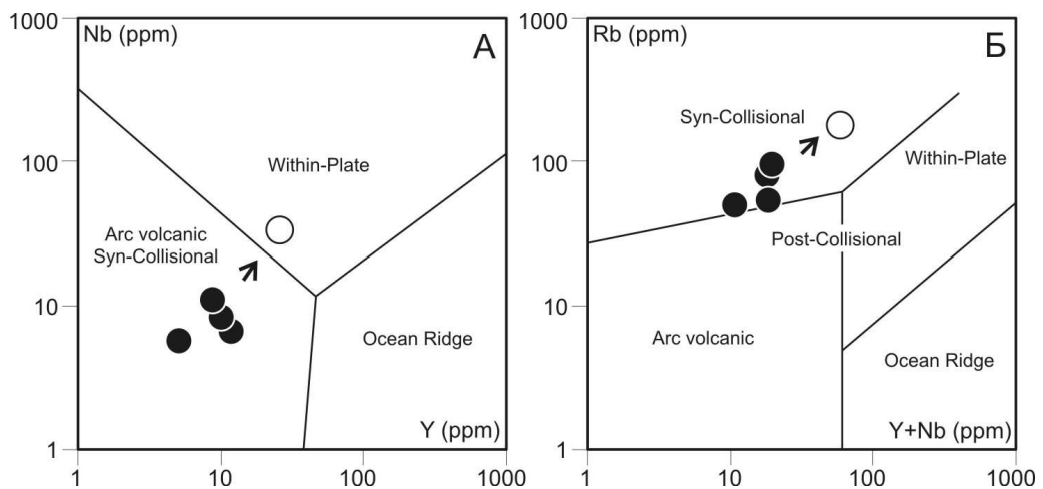 1000
Nb (ppm)
А
Within-Plate
100
Arc volcanic
Syn-Collisional
10
Ocean Ridge
Y (ppm)
1
1
10
100
1000
1000
Rb (ppm)
Б
Syn-Collisional
Within-Plate
100
Post-Collisional
10
Arc volcanic
Ocean Ridge
Y+Nb (ppm)
1
1
10
100
1000